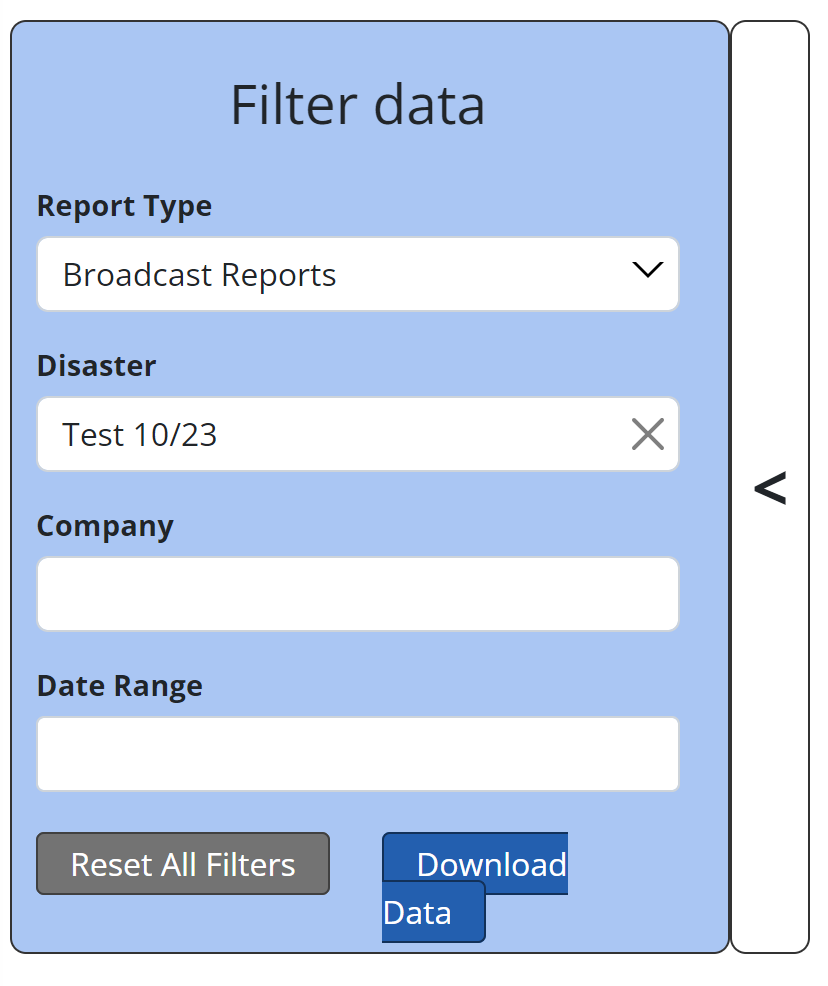 Filter data
Report Type
Broadcast Reports
Disaster
Test 10/23
<
Company
Date Range
Reset All Filters
Download
Data